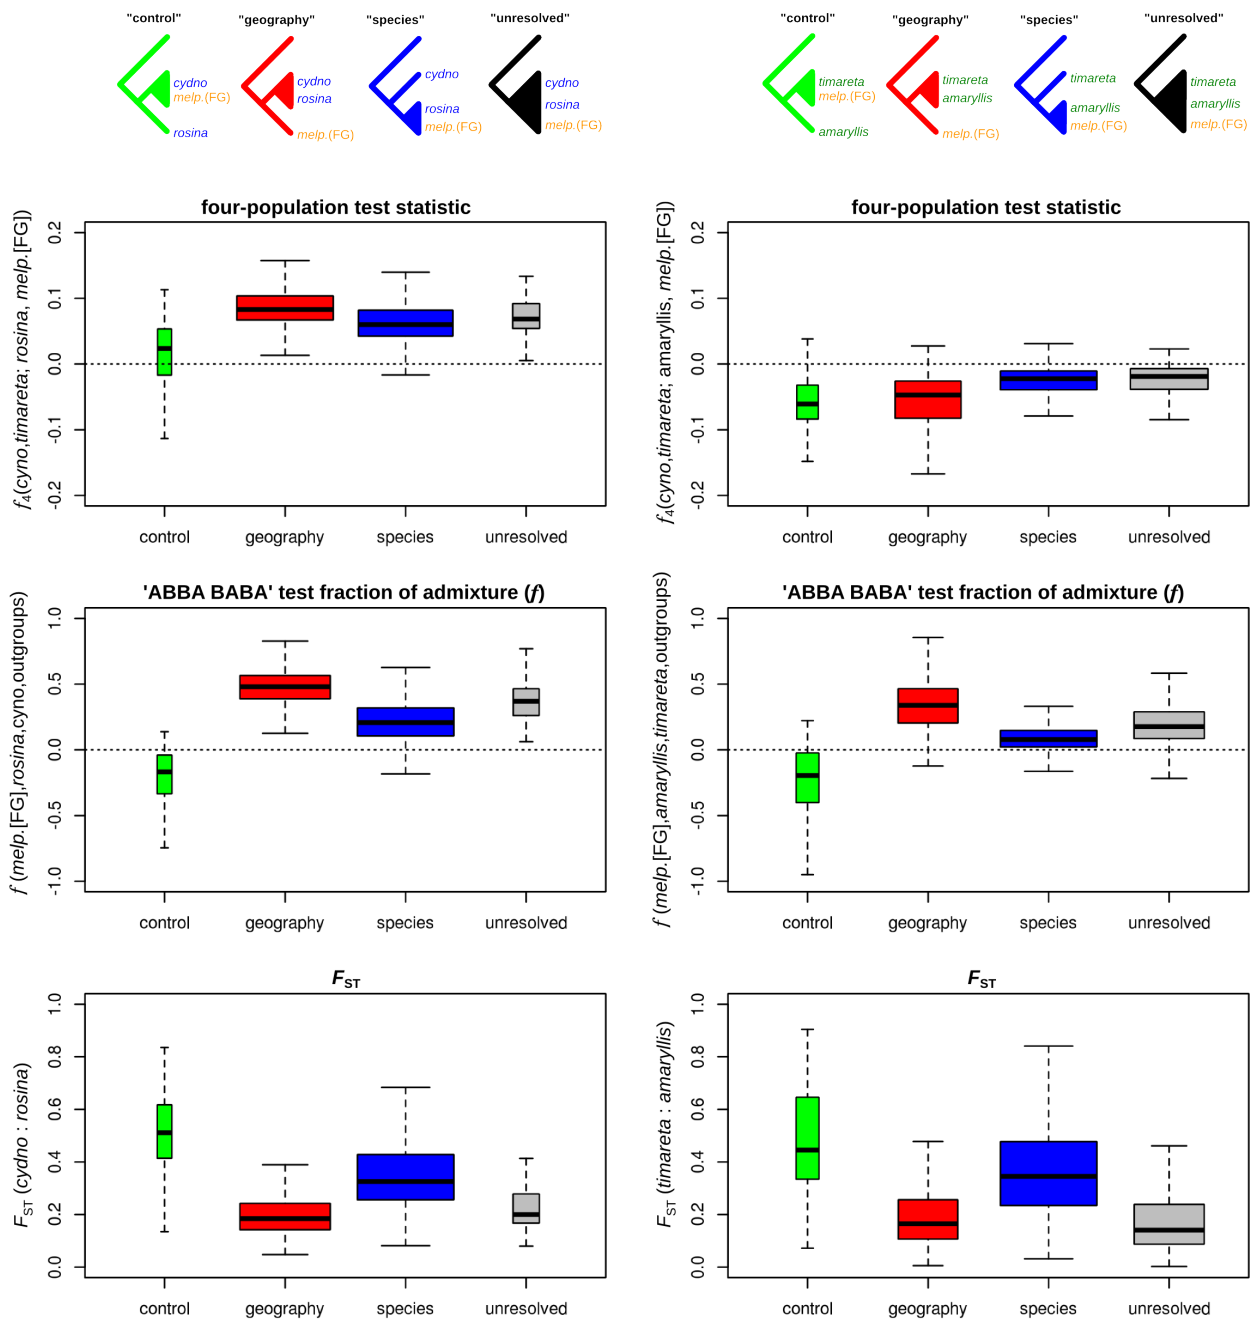 "control" "geography" "species" "unresolved" "control" "geography" "species" "unresolved"
cydno
melp.(FG)
rosina
cydno
rosina
melp.(FG)
cydno
rosina
melp.(FG)
cydno
rosina
melp.(FG)
timareta
melp.(FG)
amaryllis
timareta
amaryllis
melp.(FG)
timareta
amaryllis
melp.(FG)
timareta
amaryllis
melp.(FG)
four-population test statistic
f4(cyno,timareta; rosina, melp.[FG])
0.2
0.1
0.0
-0.1
-0.2
control geography species unresolved
four-population test statistic
f4(cyno,timareta; amaryllis, melp.[FG])
0.2
0.1
0.0
-0.1
-0.2
control geography species unresolved
'ABBA BABA' test fraction of admixture (f)
f (melp.[FG],rosina,cyno,outgroups)
1.0
0.5
0.0
-0.5
-1.0
control geography species unresolved
'ABBA BABA' test fraction of admixture (f)
f (melp.[FG],amaryllis,timareta,outgroups)
1.0
0.5
0.0
-0.5
-1.0
control geography species unresolved
FST
FST (cydno : rosina)
1.0
0.8
0.6
0.4
0.2
0.0
control geography species unresolved
FST
FST (timareta : amaryllis)
1.0
0.8
0.6
0.4
0.2
0.0
control geography species unresolved